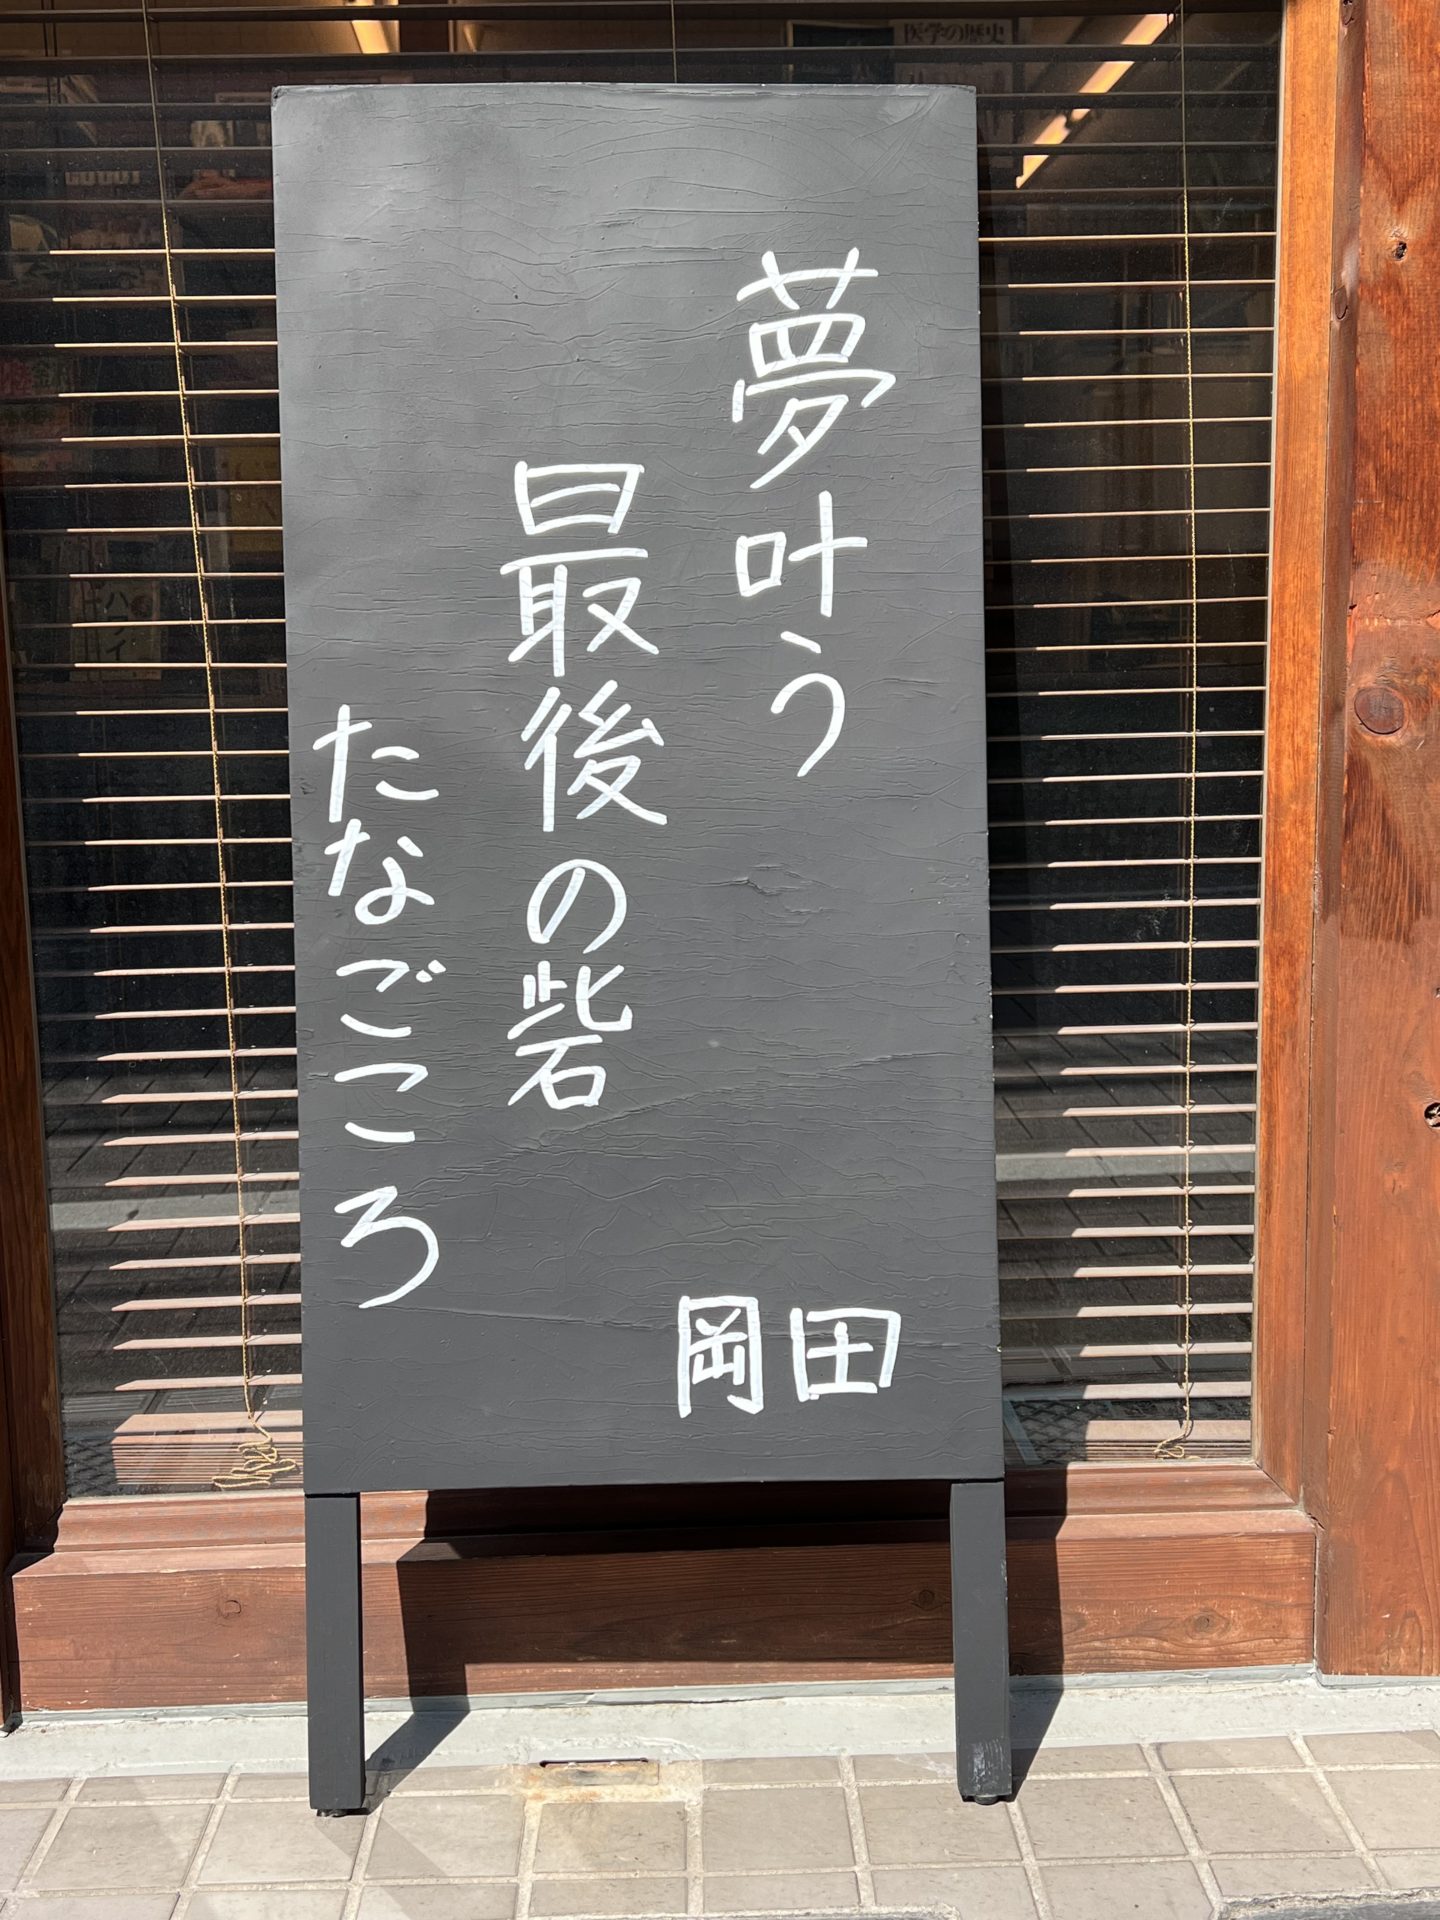 夢叶う
最後の砦
たなごころ
岡田
医学の歴史